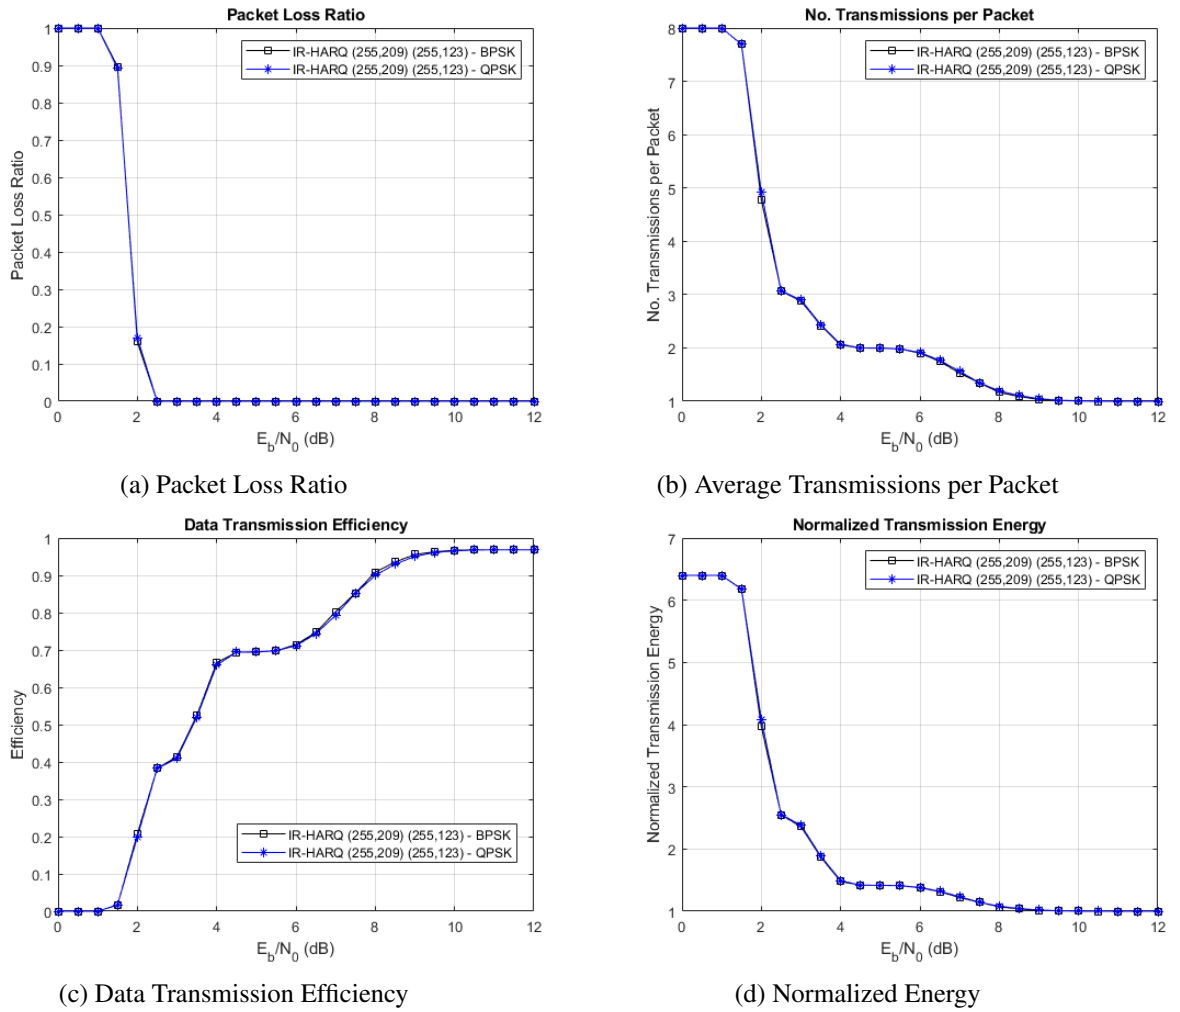 Packet Loss Ratio
1
0.9
0.8
0.7
0.6
0.5
0.4
0.3
0.2
0.1
0
Packet Loss Ratio
IR-HARQ (255,209) (255,123) - BPSK
IR-HARQ (255,209) (255,123) - QPSK
0 2 4 6 8 10 12
E_b/N_0 (dB)
(a) Packet Loss Ratio
No. Transmissions per Packet
8
7
6
5
4
3
2
1
No. Transmissions per Packet
IR-HARQ (255,209) (255,123) - BPSK
IR-HARQ (255,209) (255,123) - QPSK
0 2 4 6 8 10 12
E_b/N_0 (dB)
(b) Average Transmissions per Packet
Data Transmission Efficiency
1
0.9
0.8
0.7
0.6
0.5
0.4
0.3
0.2
0.1
0
Efficiency
IR-HARQ (255,209) (255,123) - BPSK
IR-HARQ (255,209) (255,123) - QPSK
0 2 4 6 8 10 12
E_b/N_0 (dB)
(c) Data Transmission Efficiency
Normalized Transmission Energy
7
6
5
4
3
2
1
Normalized Transmission Energy
IR-HARQ (255,209) (255,123) - BPSK
IR-HARQ (255,209) (255,123) - QPSK
0 2 4 6 8 10 12
E_b/N_0 (dB)
(d) Normalized Energy